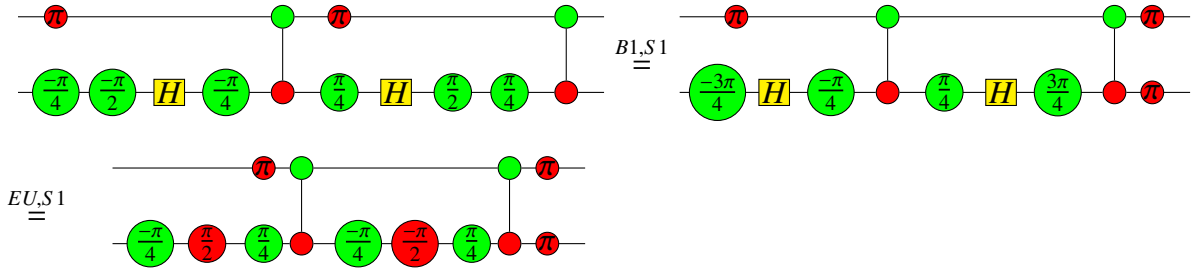 π π B1,S1 = π π
-π/4 -π/2 H -π/4 π/4 H π/2 π/4 -3π/4 H -π/4 π/4 H 3π/4 π
EU,S1 = π π
-π/4 π/2 π/4 -π/4 -π/2 π/4 π